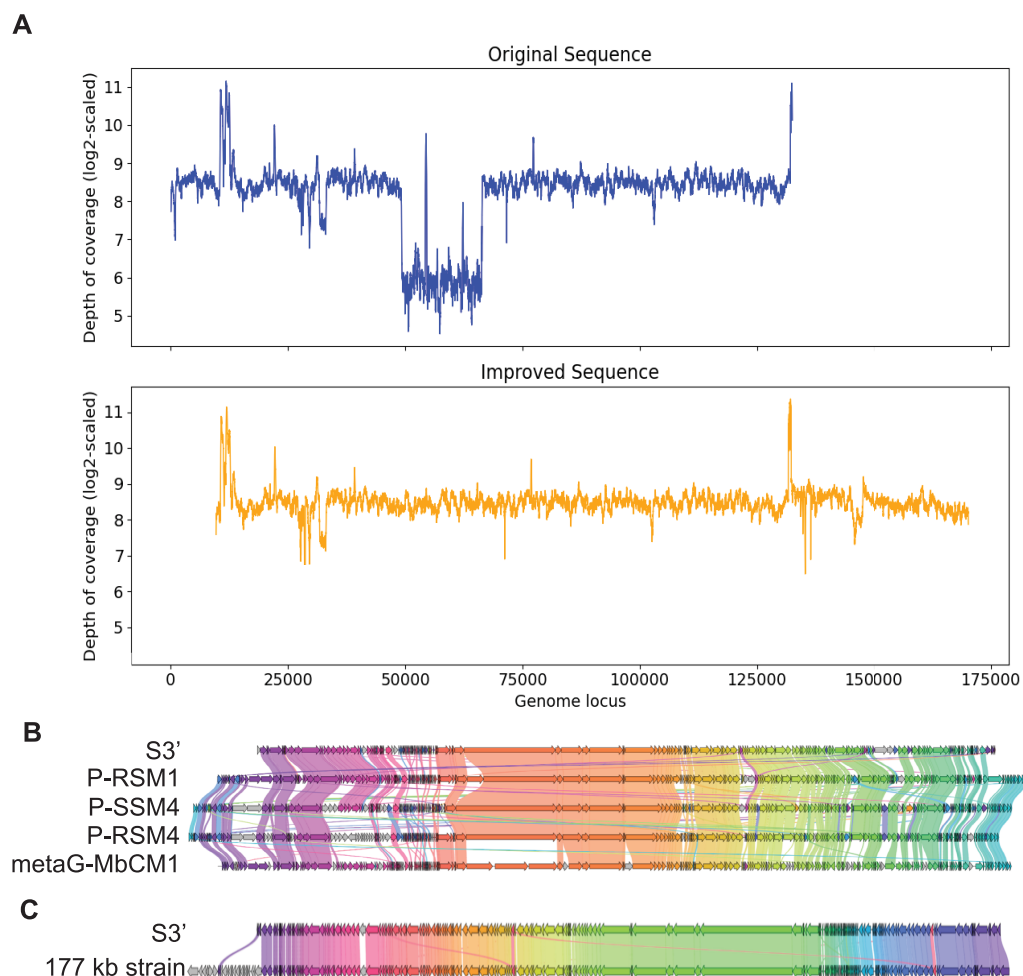 A
Original Sequence
Depth of coverage (log2-scaled)
11
10
9
8
7
6
5
Improved Sequence
Depth of coverage (log2-scaled)
11
10
9
8
7
6
5
0 25000 50000 75000 100000 125000 150000 175000
Genome locus
B
S3'
P-RSM1
P-SSM4
P-RSM4
metaG-MbCM1
C
S3'
177 kb strain